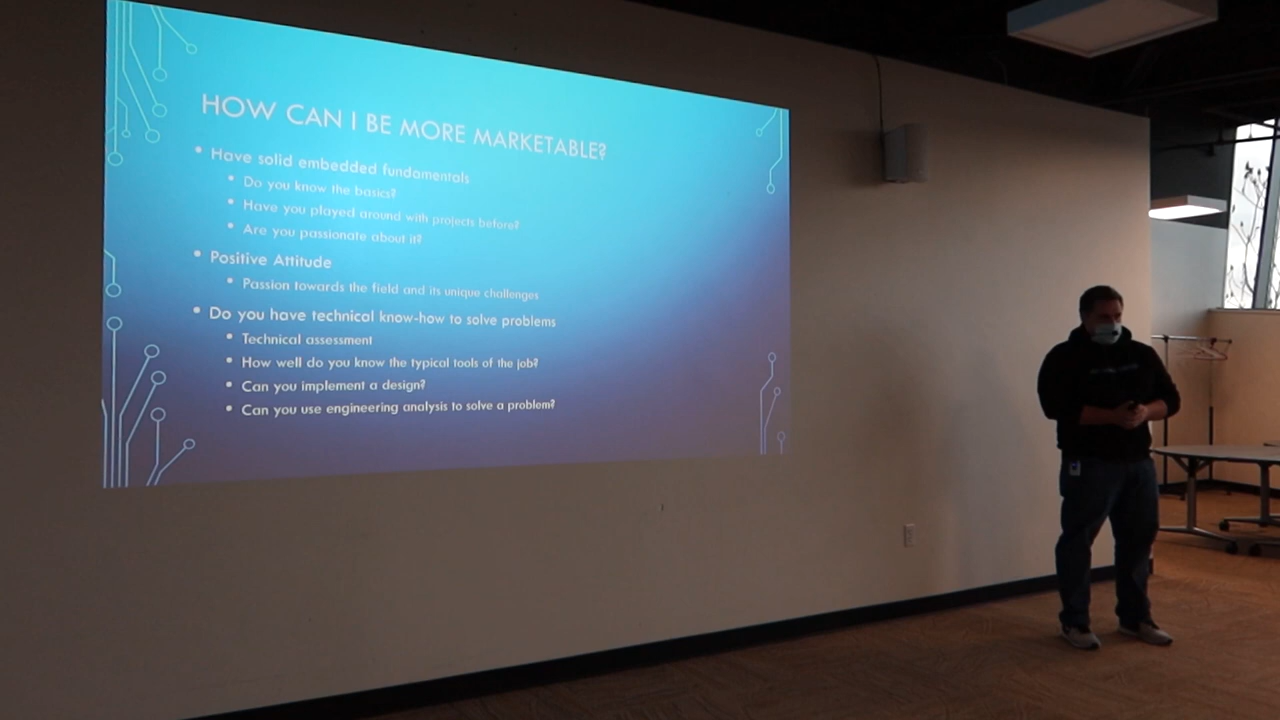 HOW CAN I BE MORE MARKETABLE?
• Have solid embedded fundamentals
• Do you know the basics?
• Have you played around with projects before?
• Are you passionate about it?
• Positive Attitude
• Passion towards the field and its unique challenges
• Do you have technical know-how to solve problems
• Technical assessment
• How well do you know the typical tools of the job?
• Can you implement a design?
• Can you use engineering analysis to solve a problem?